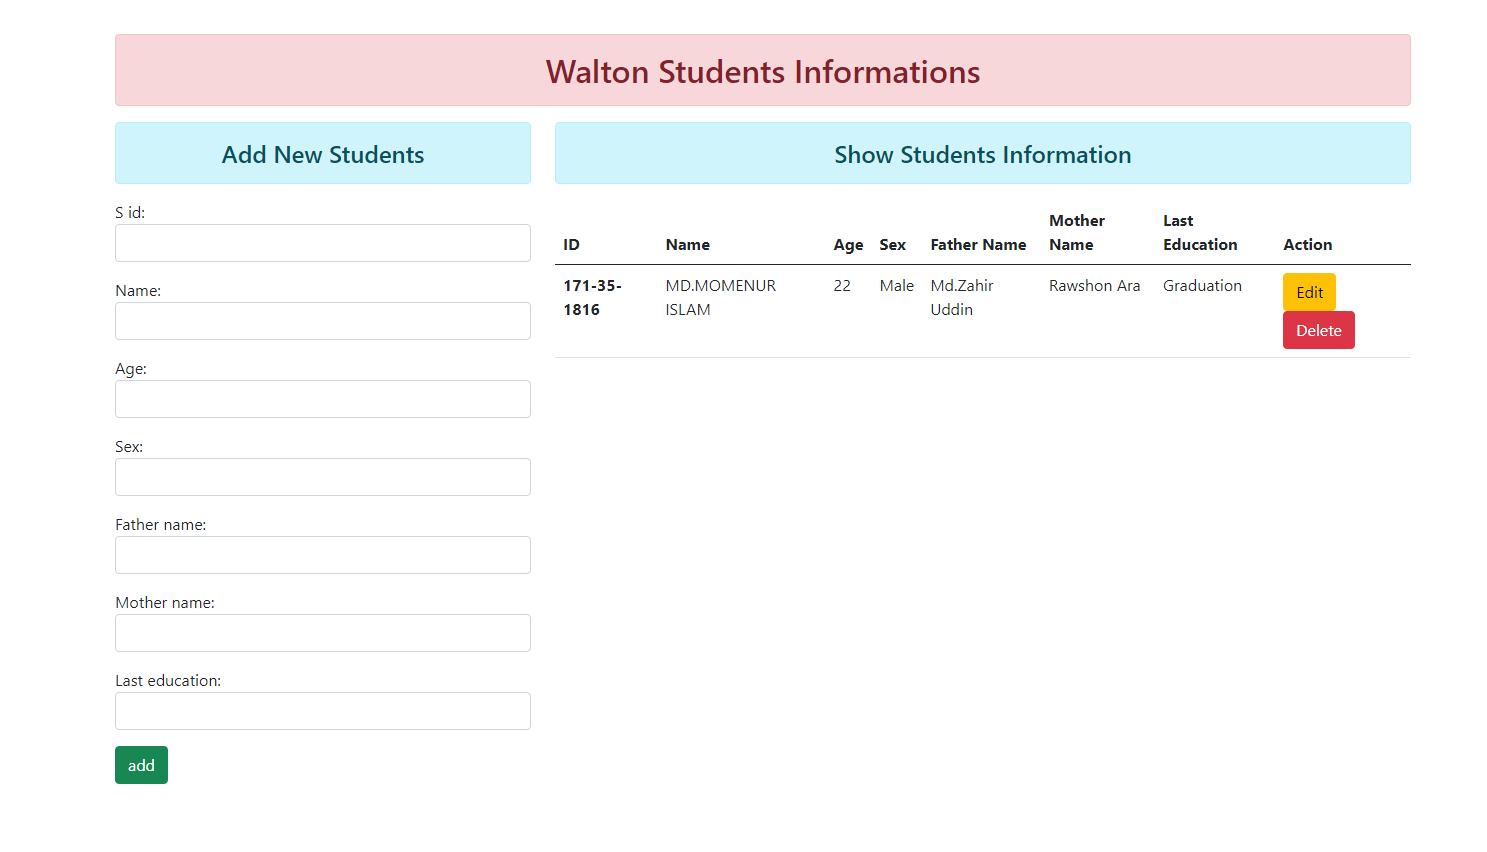 Walton Students Informations
Add New Students
S id:
Name:
Age:
Sex:
Father name:
Mother name:
Last education:
add
Show Students Information
ID Name Age Sex Father Name Mother Name Last Education Action
171-35-
1816
MD.MOMENUR
ISLAM
22
Male
Md.Zahir
Uddin
Rawshon Ara
Graduation
Edit
Delete